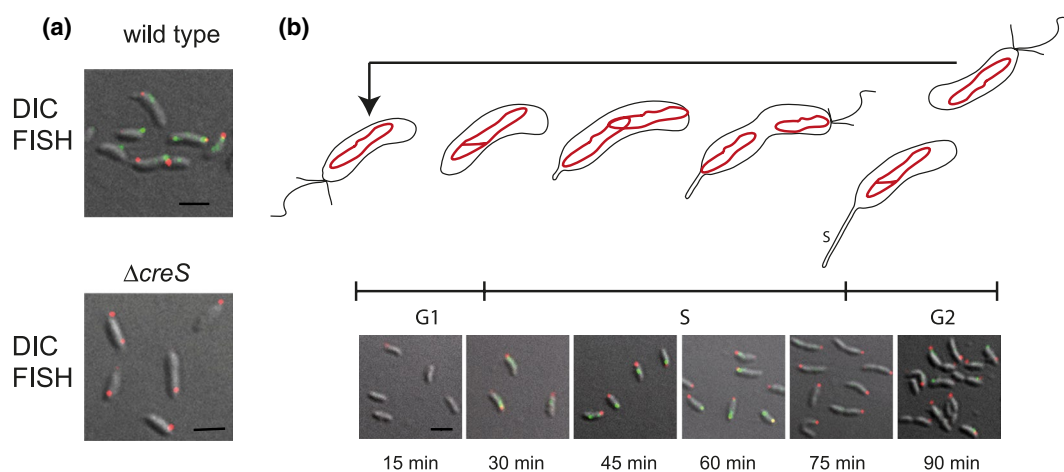 (a)
wild type
DIC
FISH
ΔcreS
DIC
FISH
(b)
S
G1 S G2
15 min 30 min 45 min 60 min 75 min 90 min